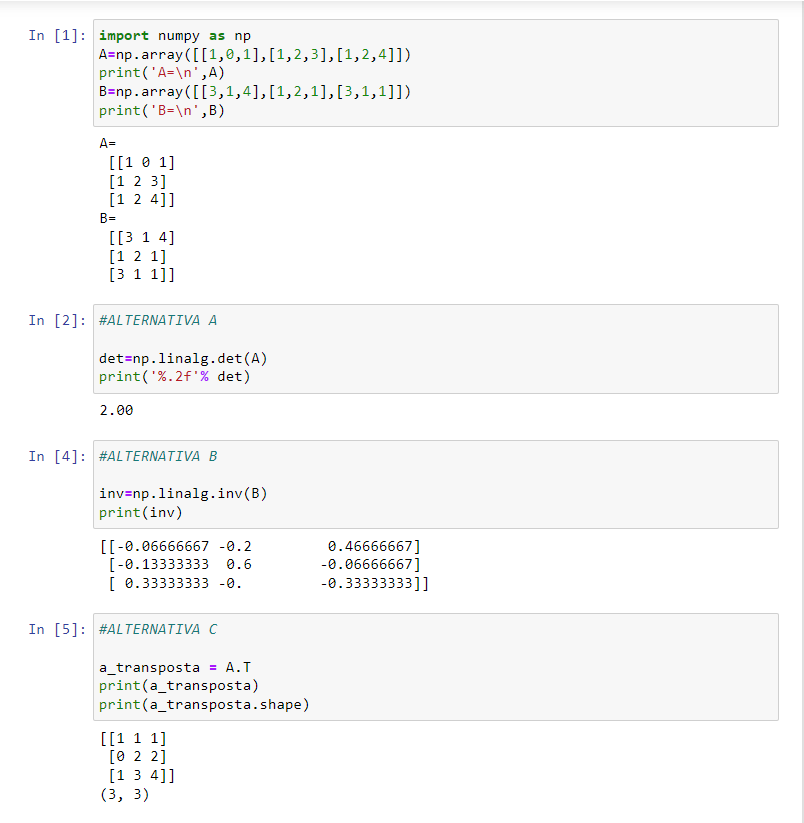 In [1]: import numpy as np
A=np.array([[1,0,1],[1,2,3],[1,2,4]])
print('A=\n',A)
B=np.array([[3,1,4],[1,2,1],[3,1,1]])
print('B=\n',B)
A=
[[1 0 1]
[1 2 3]
[1 2 4]]
B=
[[3 1 4]
[1 2 1]
[3 1 1]]
In [2]: #ALTERNATIVA A
det=np.linalg.det(A)
print('%.2f'% det)
2.00
In [4]: #ALTERNATIVA B
inv=np.linalg.inv(B)
print(inv)
[[-0.06666667 -0.2 0.46666667]
[-0.13333333 0.6 -0.06666667]
[ 0.33333333 -0. -0.33333333]]
In [5]: #ALTERNATIVA C
a_transposta = A.T
print(a_transposta)
print(a_transposta.shape)
[[1 1 1]
[0 2 2]
[1 3 4]]
(3, 3)